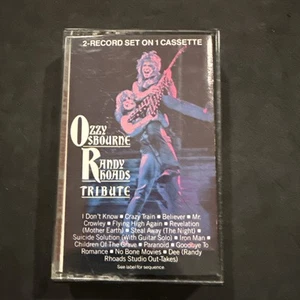 2-RECORD SET ON 1 CASSETTE
OZZY
OSBOURNE
RANDY
RHOADS
TRIBUTE
I Don't Know ■ Crazy Train ■ Believer ■ Mr.
Crowley ■ Flying High Again ■ Revelation
(Mother Earth) ■ Steal Away (The Night) ■
Suicide Solution (With Guitar Solo) ■ Iron Man ■
Children Of The Grave ■ Paranoid ■ Goodbye To
Romance ■ No Bone Movies ■ Dee (Randy
Rhoads Studio Out-Takes)
See label for sequence